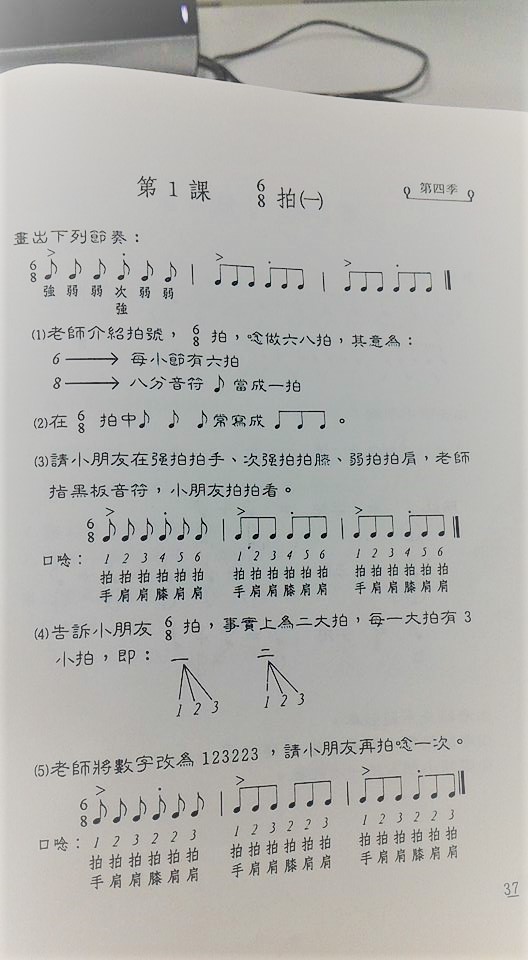 第 1 課 6/8 拍(一)
第四季
畫出下列節奏：
6/8
強 弱 弱 次強 弱 弱
⑴老師介紹拍號， 6/8 拍，唸做六八拍，其意為：
6 → 每小節有六拍
8 → 八分音符 ♪ 當成一拍
⑵在 6/8 拍中♪ ♪ ♪常寫成 。
⑶請小朋友在强拍拍手、次强拍拍膝、弱拍拍肩，老師
指黑板音符，小朋友拍拍看。
6/8
口唸： 1 2 3 4 5 6 1 2 3 4 5 6 1 2 3 4 5 6
拍拍拍拍拍拍 拍拍拍拍拍拍 拍拍拍拍拍拍
手肩肩膝肩肩 手肩肩膝肩肩 手肩肩膝肩肩
⑷告訴小朋友 6/8 拍，事實上為二大拍，每一大拍有 3
小拍，即：
一 二
1 2 3 1 2 3
⑸老師將數字改為 123223 ，請小朋友再拍唸一次。
6/8
口唸： 1 2 3 2 2 3 1 2 3 2 2 3 1 2 3 2 2 3
拍拍拍拍拍拍 拍拍拍拍拍拍 拍拍拍拍拍拍
手肩肩膝肩肩 手肩肩膝肩肩 手肩肩膝肩肩
37